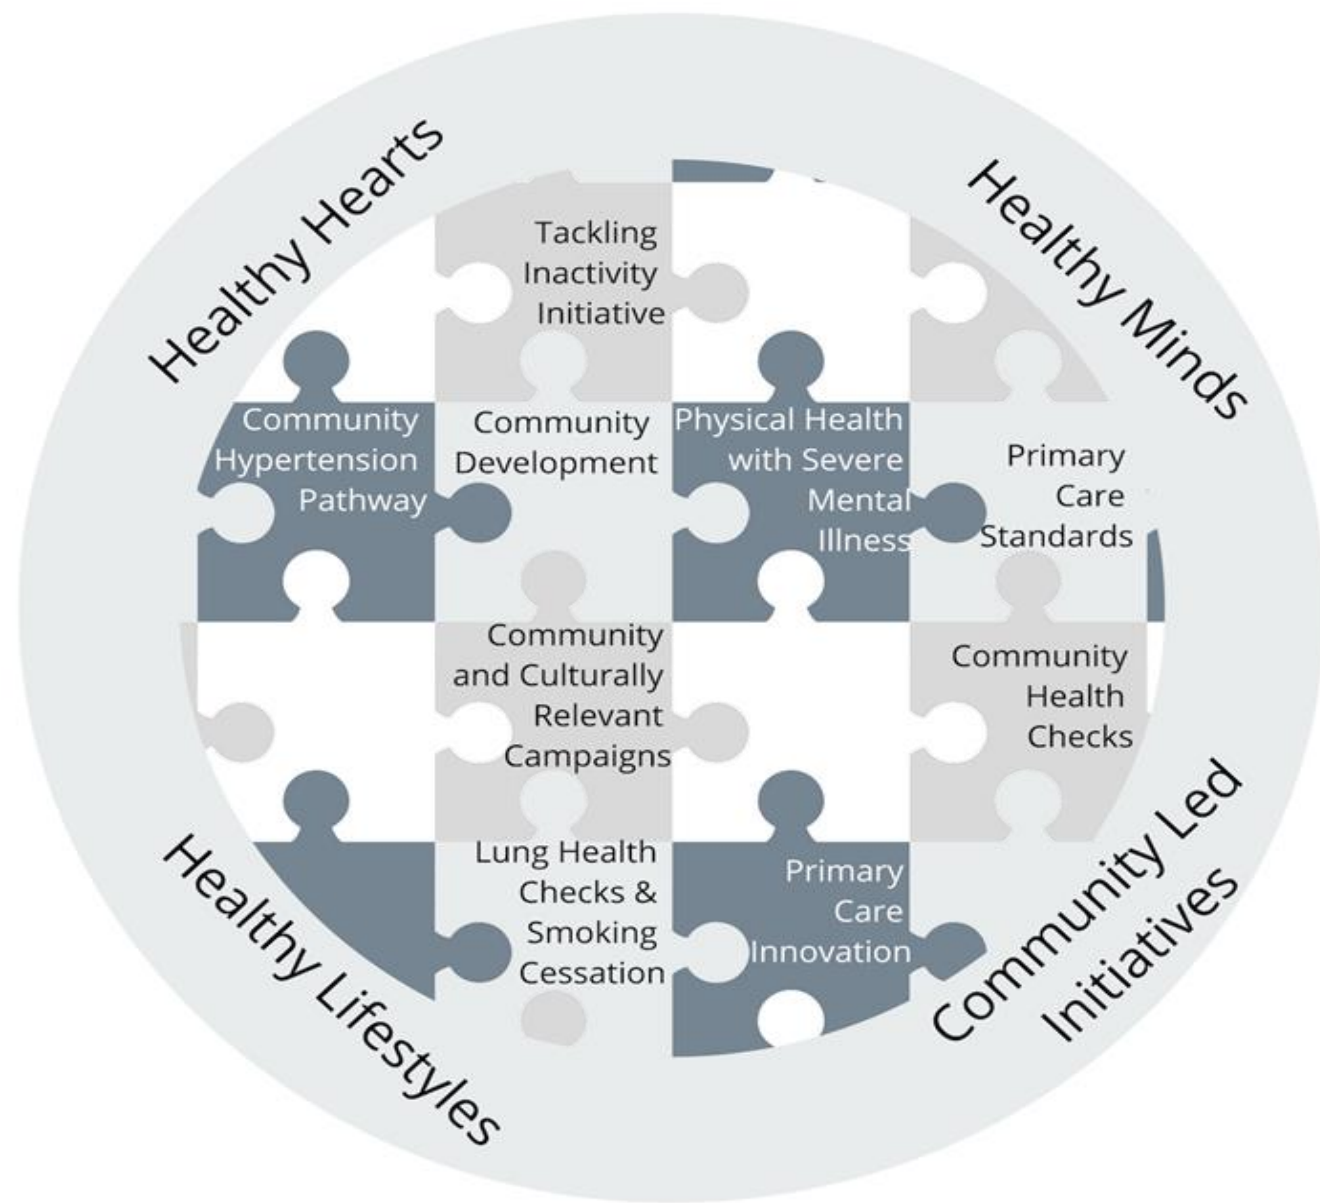 Healthy Hearts
Healthy Minds
Tackling
Inactivity
Initiative
Community
Hypertension
Pathway
Community
Development
Physical Health
with Severe
Mental
Illness
Primary
Care
Standards
Community
and Culturally
Relevant
Campaigns
Community
Health
Checks
Lung Health
Checks &
Smoking
Cessation
Primary
Care
Innovation
Healthy Lifestyles
Community Led
Initiatives